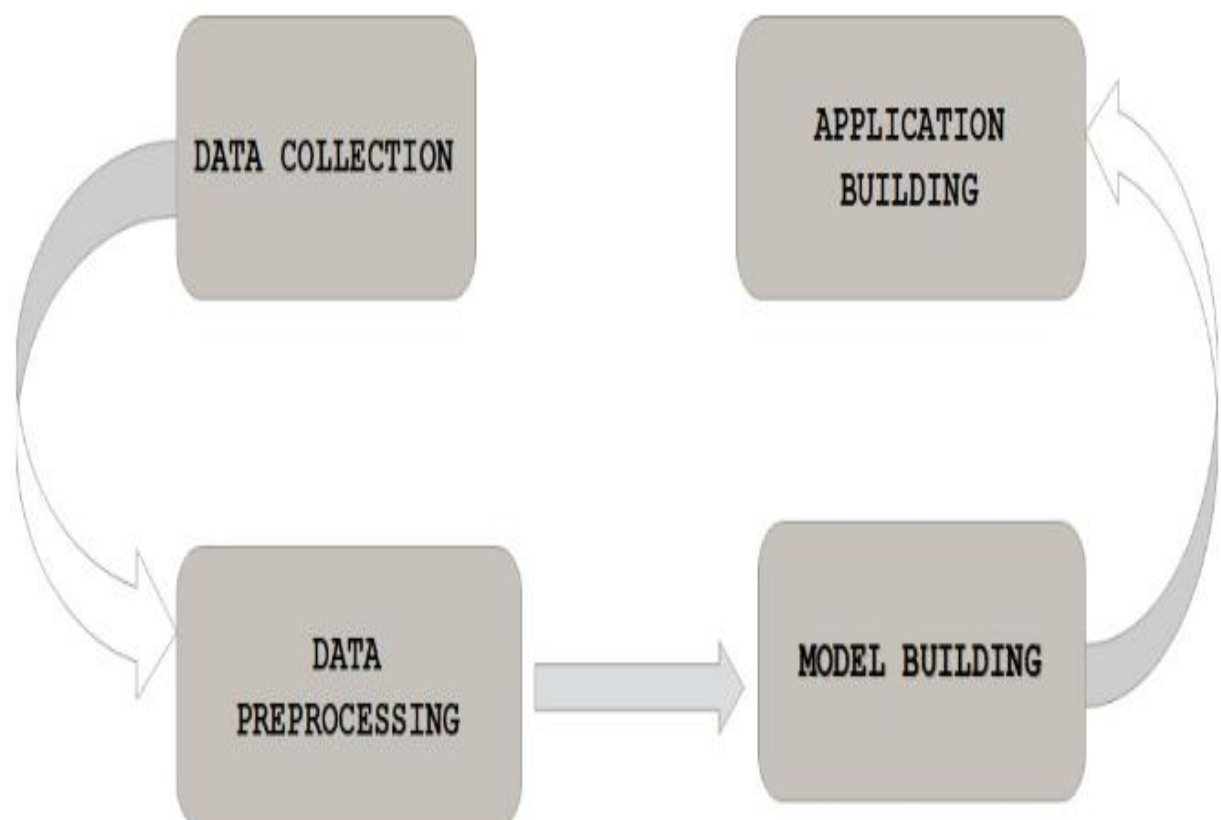 DATA COLLECTION
APPLICATION
BUILDING
DATA
PREPROCESSING
MODEL BUILDING